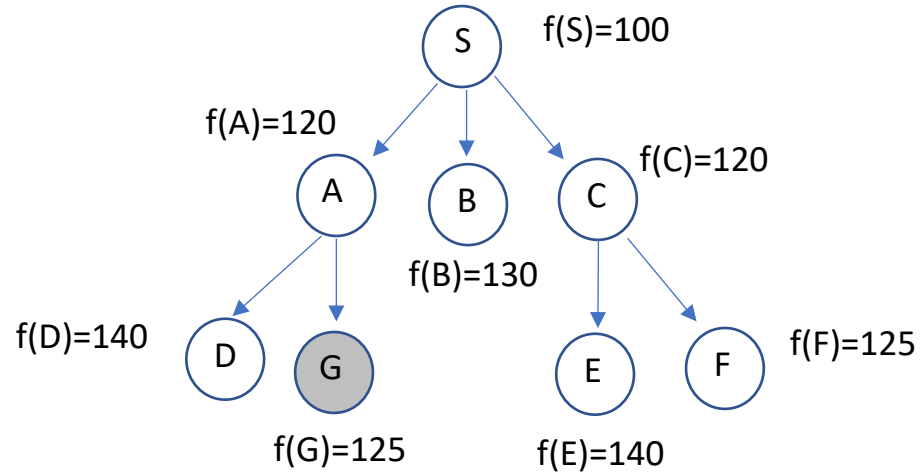 S
f(S)=100
f(A)=120
f(C)=120
A
B
C
f(B)=130
f(D)=140
D
G
E
F
f(F)=125
f(G)=125
f(E)=140